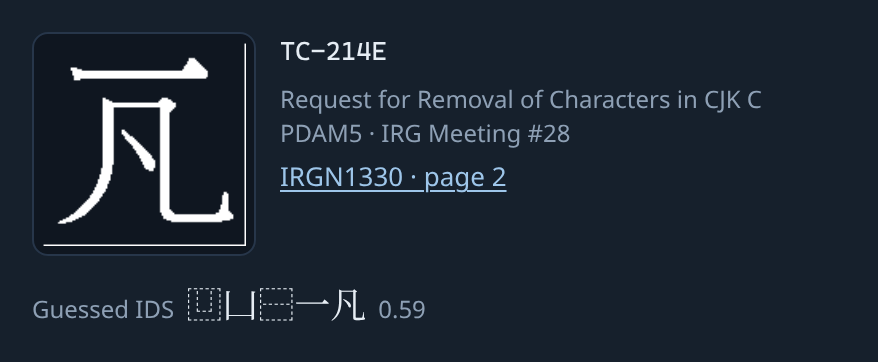 TC-214E
Request for Removal of Characters in CJK C
PDAM5 · IRG Meeting #28
IRGN1330 · page 2
Guessed IDS ⿶凵⿱一凡 0.59